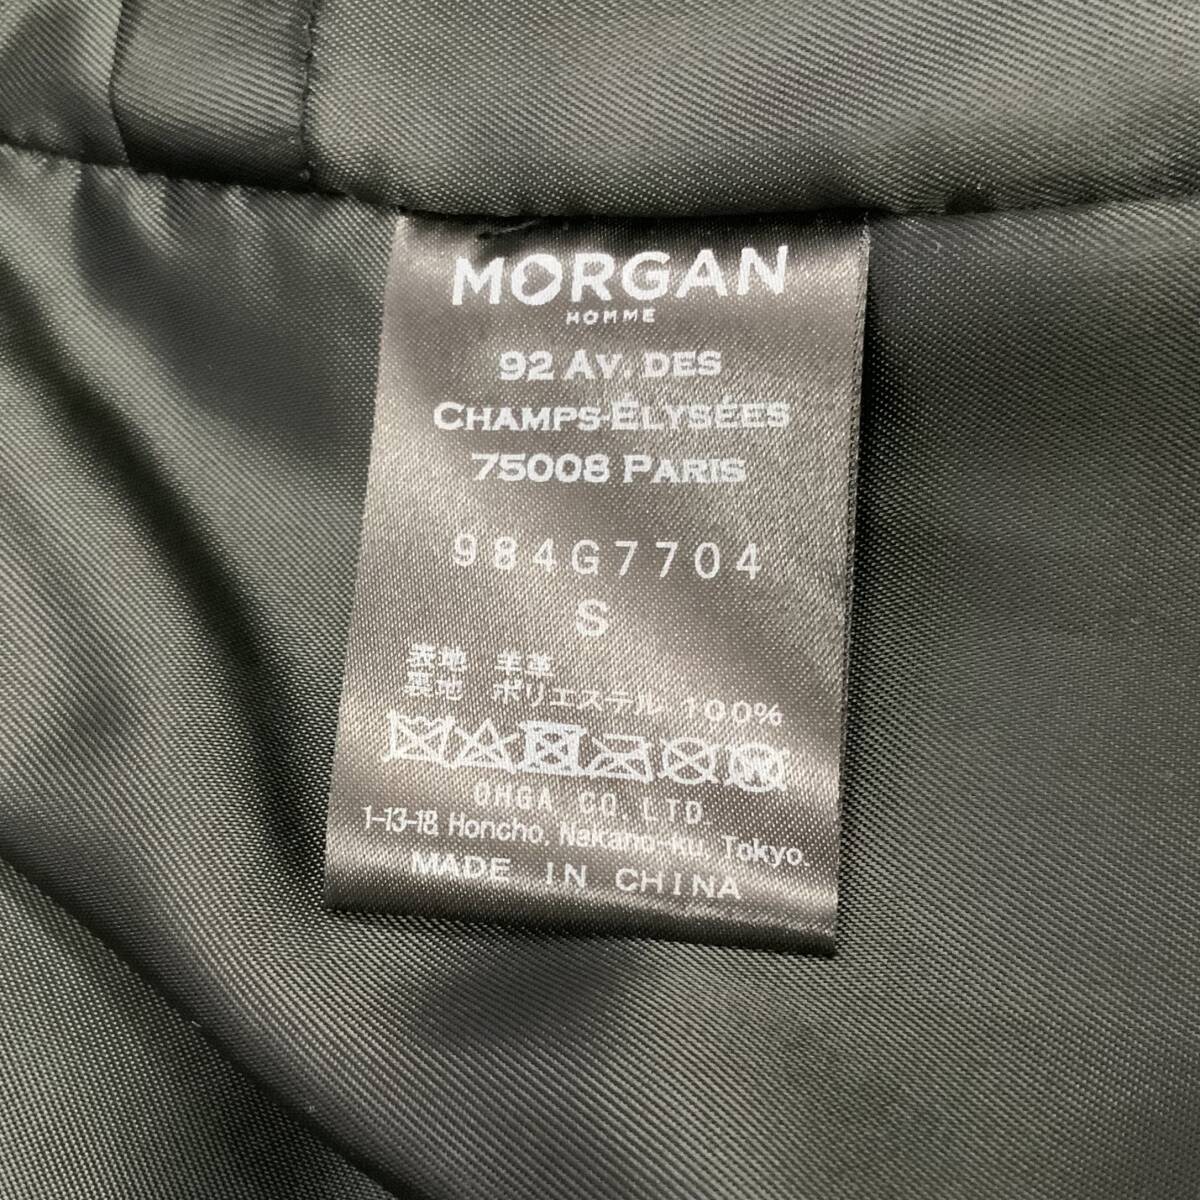 MORGAN
HOMME
92 AV. DES
CHAMPS-ÉLYSÉES
75008 PARIS
984G7704
S
表地 羊革
裏地 ポリエステル 100%
W
OHGA CO.LTD
1-13-18, Honcho, Nakano-ku, Tokyo.
MADE IN CHINA